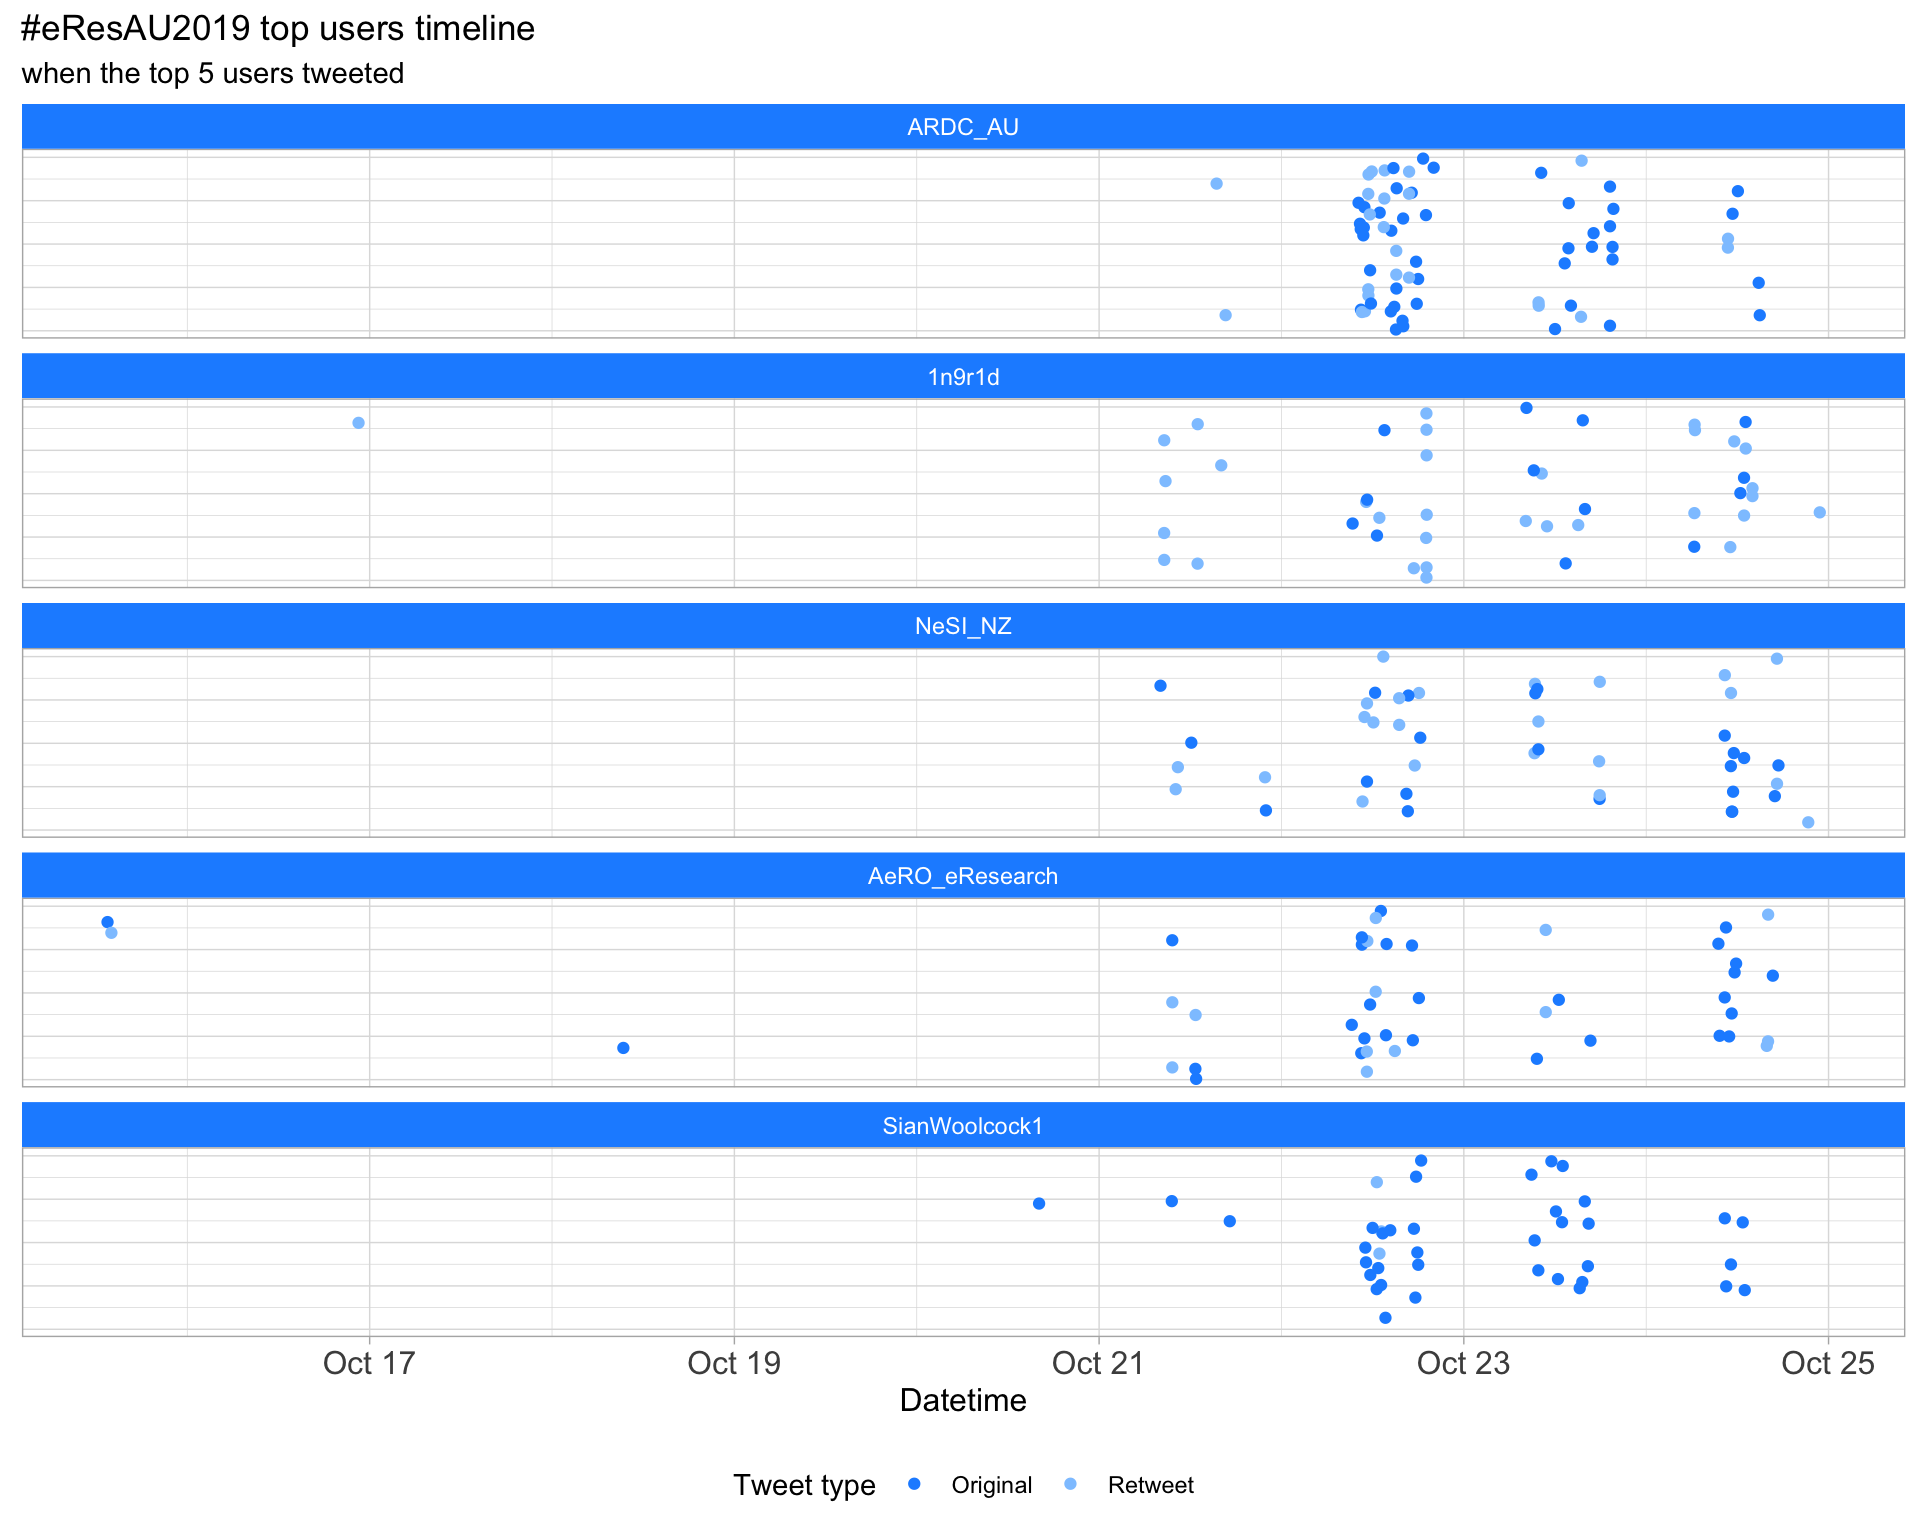 #eResAU2019 top users timeline
when the top 5 users tweeted
ARDC_AU
1n9r1d
NeSI_NZ
AeRO_eResearch
SianWoolcock1
Oct 17 Oct 19 Oct 21 Oct 23 Oct 25
Datetime
Tweet type Original Retweet